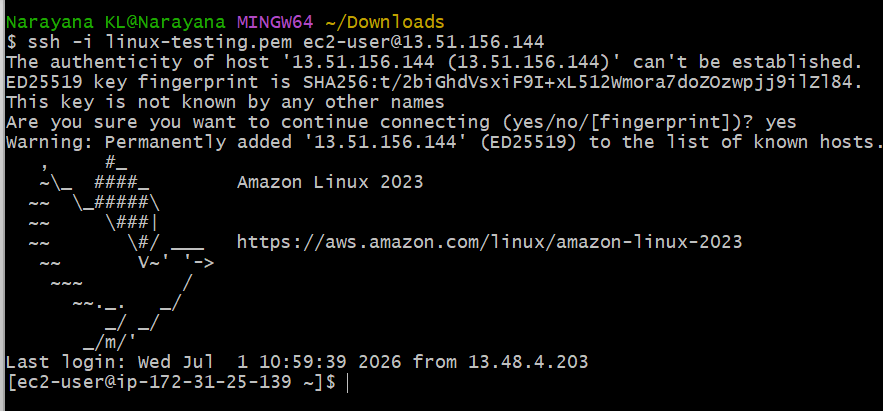 Narayana KL@Narayana MINGW64 ~/Downloads
$ ssh -i linux-testing.pem ec2-user@13.51.156.144
The authenticity of host '13.51.156.144 (13.51.156.144)' can't be established.
ED25519 key fingerprint is SHA256:t/2biGhdVsxiF9I+xL512Wmora7doZOzwpjj9ilZl84.
This key is not known by any other names
Are you sure you want to continue connecting (yes/no/[fingerprint])? yes
Warning: Permanently added '13.51.156.144' (ED25519) to the list of known hosts.
   ,     #_
   ~\_  ####_        Amazon Linux 2023
  ~~  \_#####\
  ~~     \###|
  ~~       \#/ ___   https://aws.amazon.com/linux/amazon-linux-2023
   ~~       V~' '->
    ~~~         /
      ~~._.   _/
         _/ _/
       _/m/'
Last login: Wed Jul  1 10:59:39 2026 from 13.48.4.203
[ec2-user@ip-172-31-25-139 ~]$